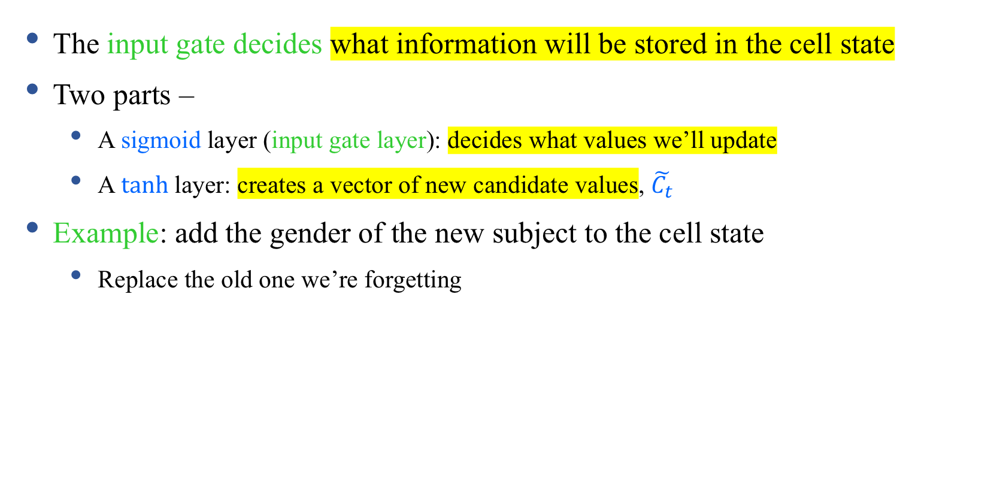 • The input gate decides what information will be stored in the cell state
• Two parts –
• A sigmoid layer (input gate layer): decides what values we’ll update
• A tanh layer: creates a vector of new candidate values, C̃ₜ
• Example: add the gender of the new subject to the cell state
• Replace the old one we’re forgetting